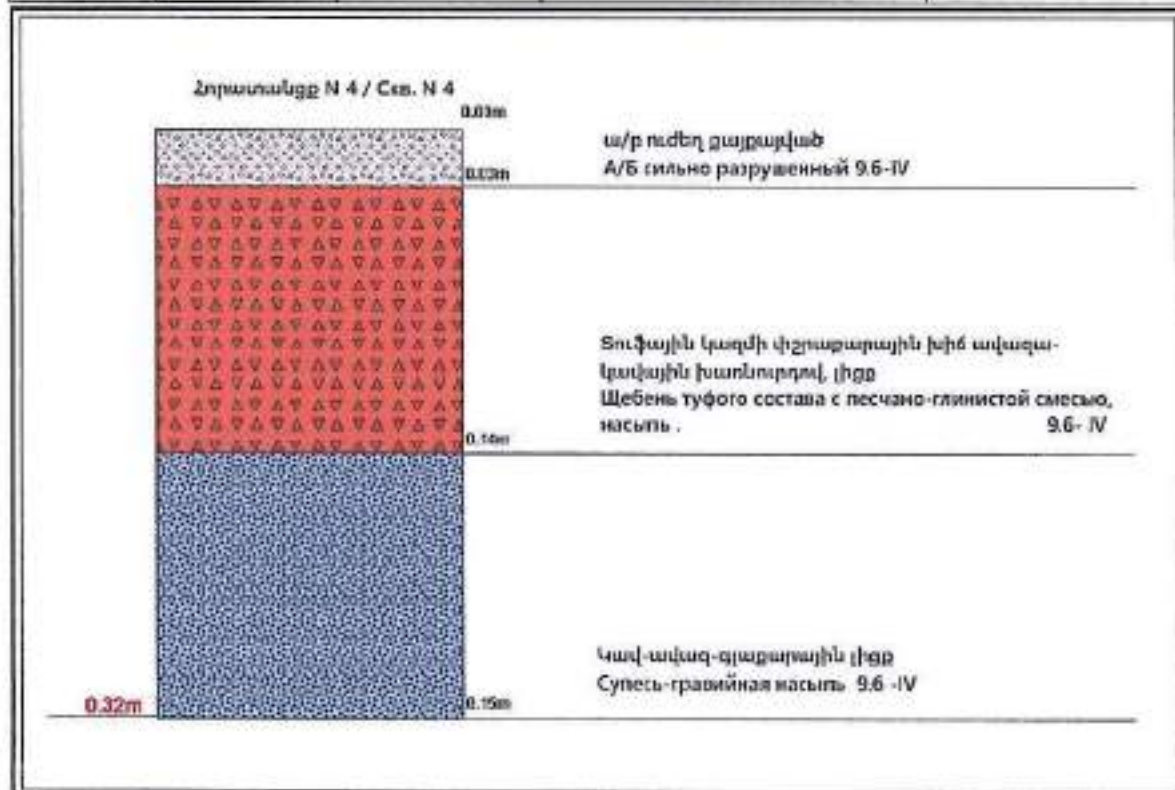 Հորատանցք N 4 / Скв. N 4
0.03m
ա/բ ուժեղ քայքայված
0.03m
А/Б сильно разрушенный 9.6-IV
Տուֆային կազմի փշրաքարային խիճ ավազա-
կավային խառնուրդով, լիցք
Щебень туфого состава с песчано-глинистой смесью,
насыпь . 9.6- IV
0.14m
Կավ-ավազ-գլաքարային լիցք
Супесь-гравийная насыпь 9.6 -IV
0.32m
0.15m